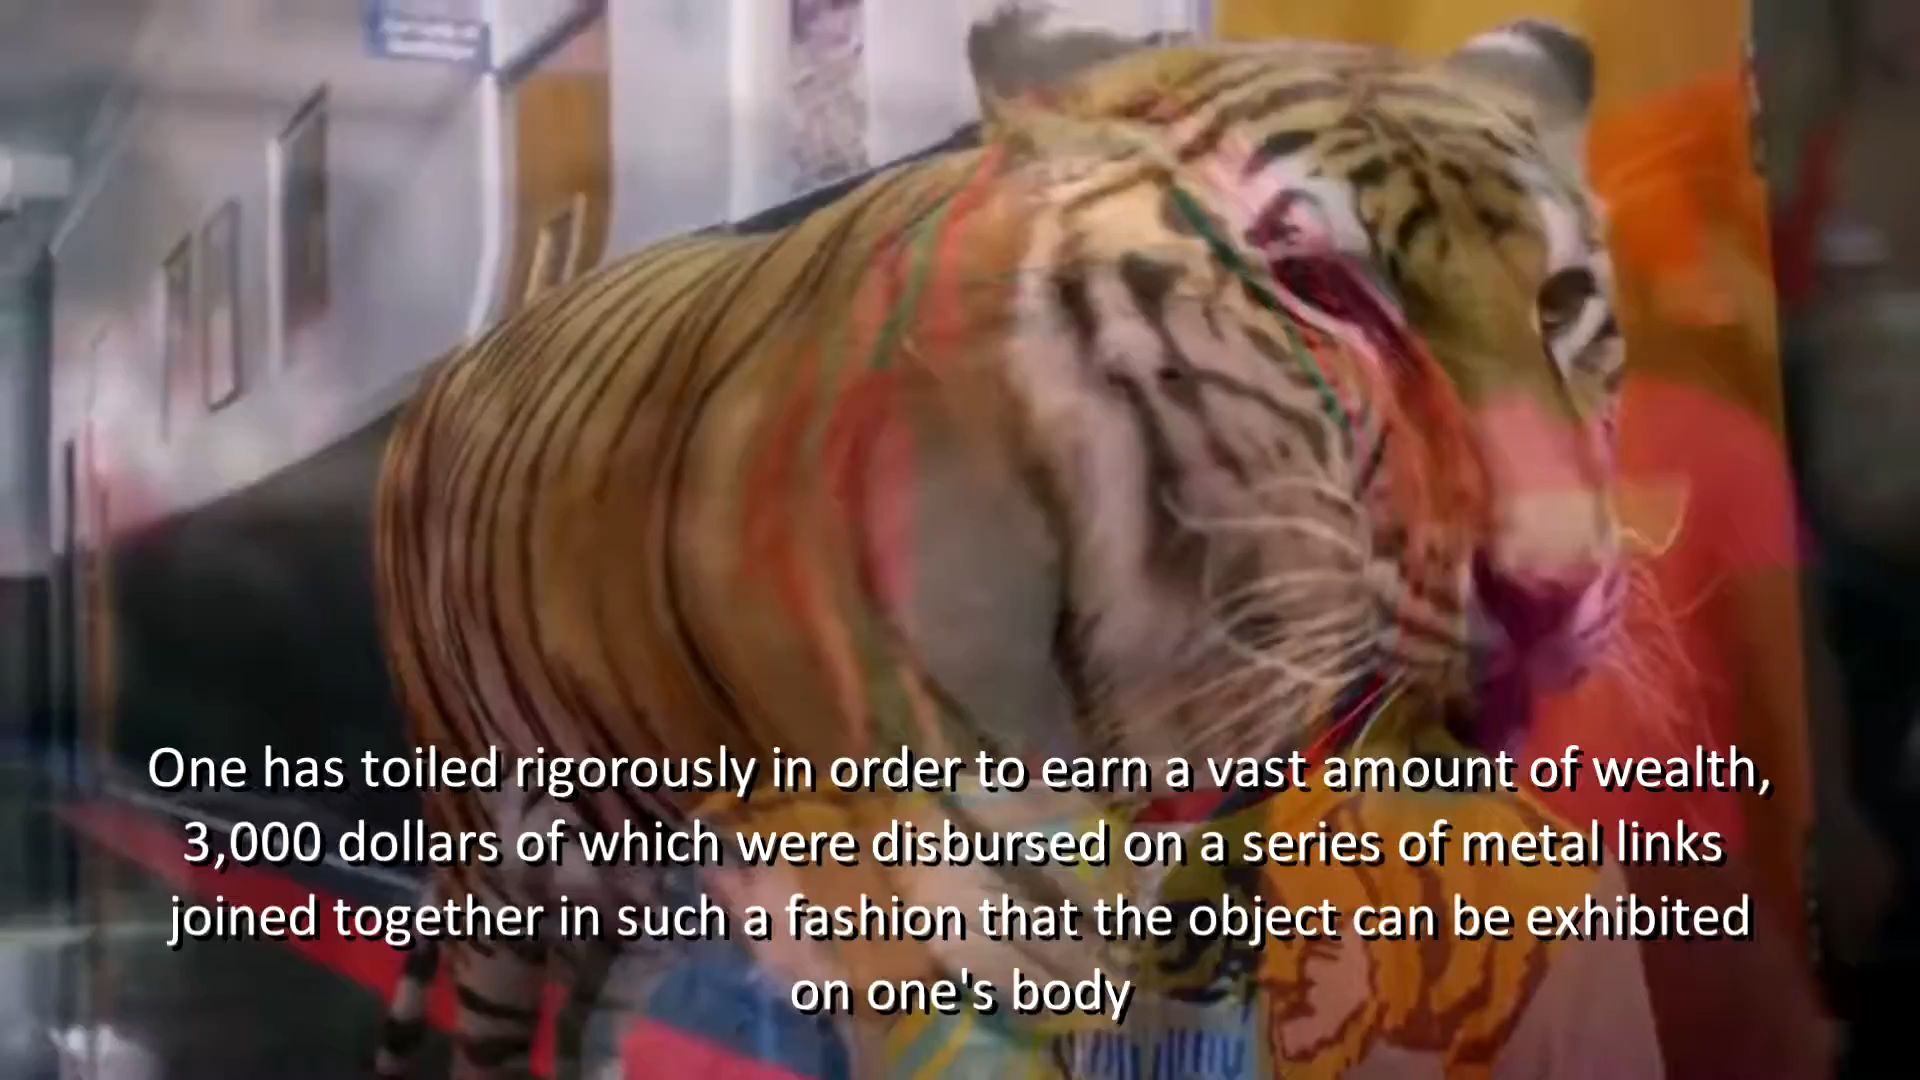 One has toiled rigorously in order to earn a vast amount of wealth,
3,000 dollars of which were disbursed on a series of metal links
joined together in such a fashion that the object can be exhibited
on one's body